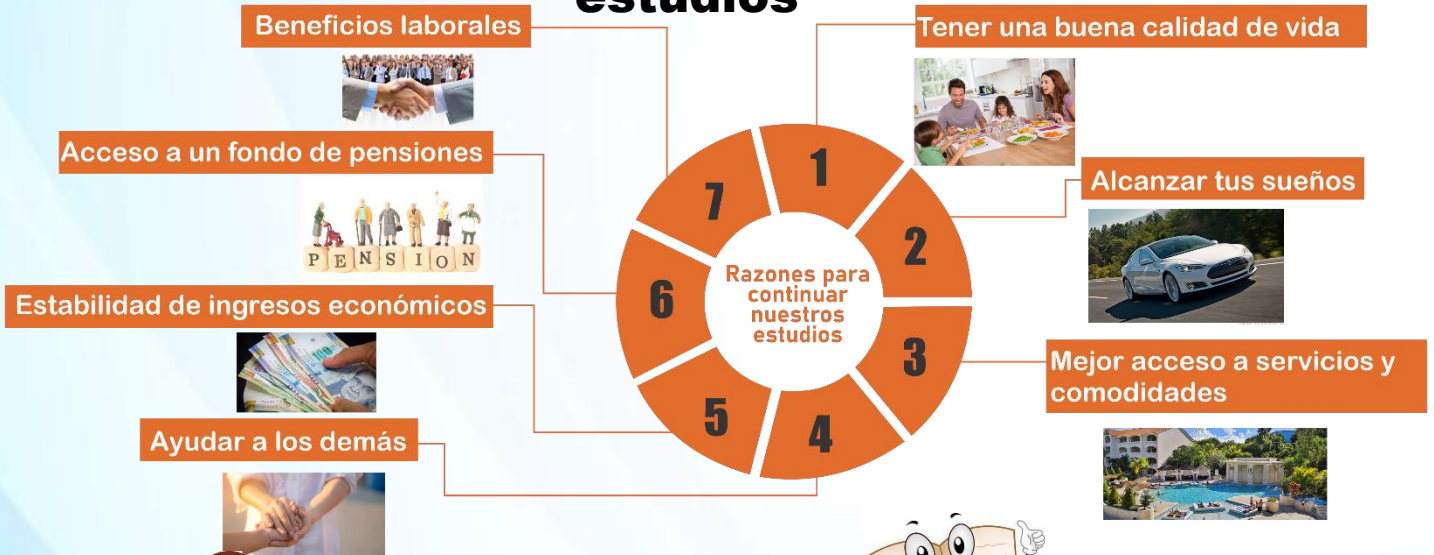 estudios
Beneficios laborales
Tener una buena calidad de vida
Acceso a un fondo de pensiones
Alcanzar tus sueños
PENSION
Estabilidad de ingresos económicos
Mejor acceso a servicios y
comodidades
Ayudar a los demás
1
2
3
4
5
6
7
Razones para
continuar
nuestros
estudios